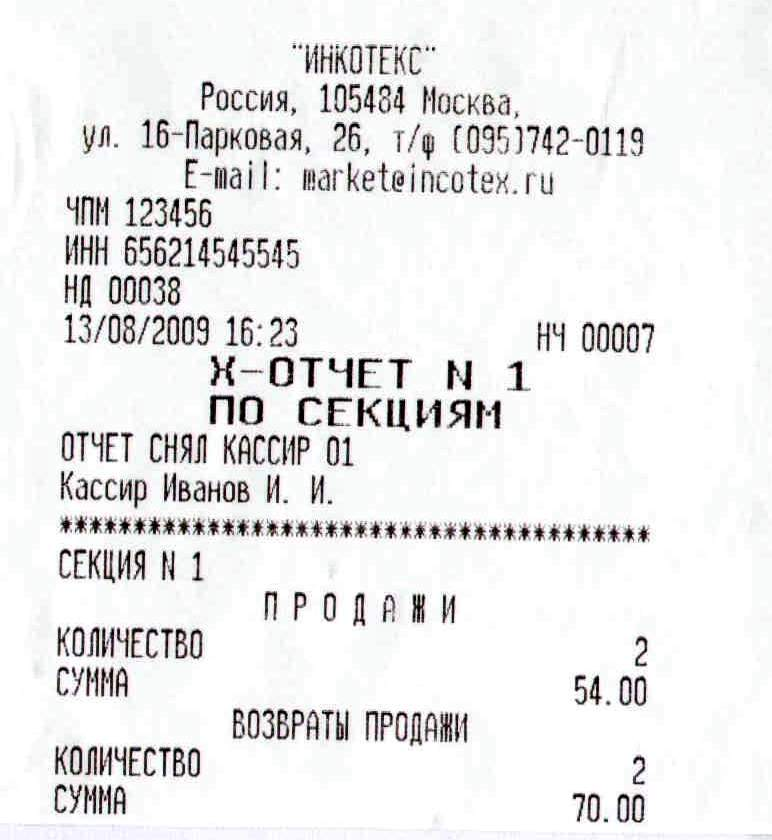 "ИНКОТЕКС"
Россия, 105484 Москва,
ул. 16-Парковая, 26, т/ф (095)742-0119
E-mail: market@incotex.ru
ЧПМ 123456
ИНН 656214545545
НД 00038
13/08/2009 16:23 НЧ 00007
Х-ОТЧЕТ N 1
ПО СЕКЦИЯМ
ОТЧЕТ СНЯЛ КАССИР 01
Кассир Иванов И. И.
****************************************
СЕКЦИЯ N 1
П Р О Д А Ж И
КОЛИЧЕСТВО 2
СУММА 54.00
ВОЗВРАТЫ ПРОДАЖИ
КОЛИЧЕСТВО 2
СУММА 70.00